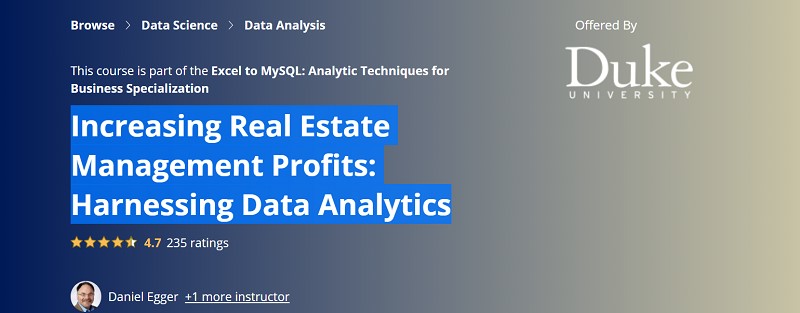 Browse > Data Science > Data Analysis
Offered By
Duke
UNIVERSITY
This course is part of the Excel to MySQL: Analytic Techniques for
Business Specialization
Increasing Real Estate
Management Profits:
Harnessing Data Analytics
4.7 235 ratings
Daniel Egger +1 more instructor